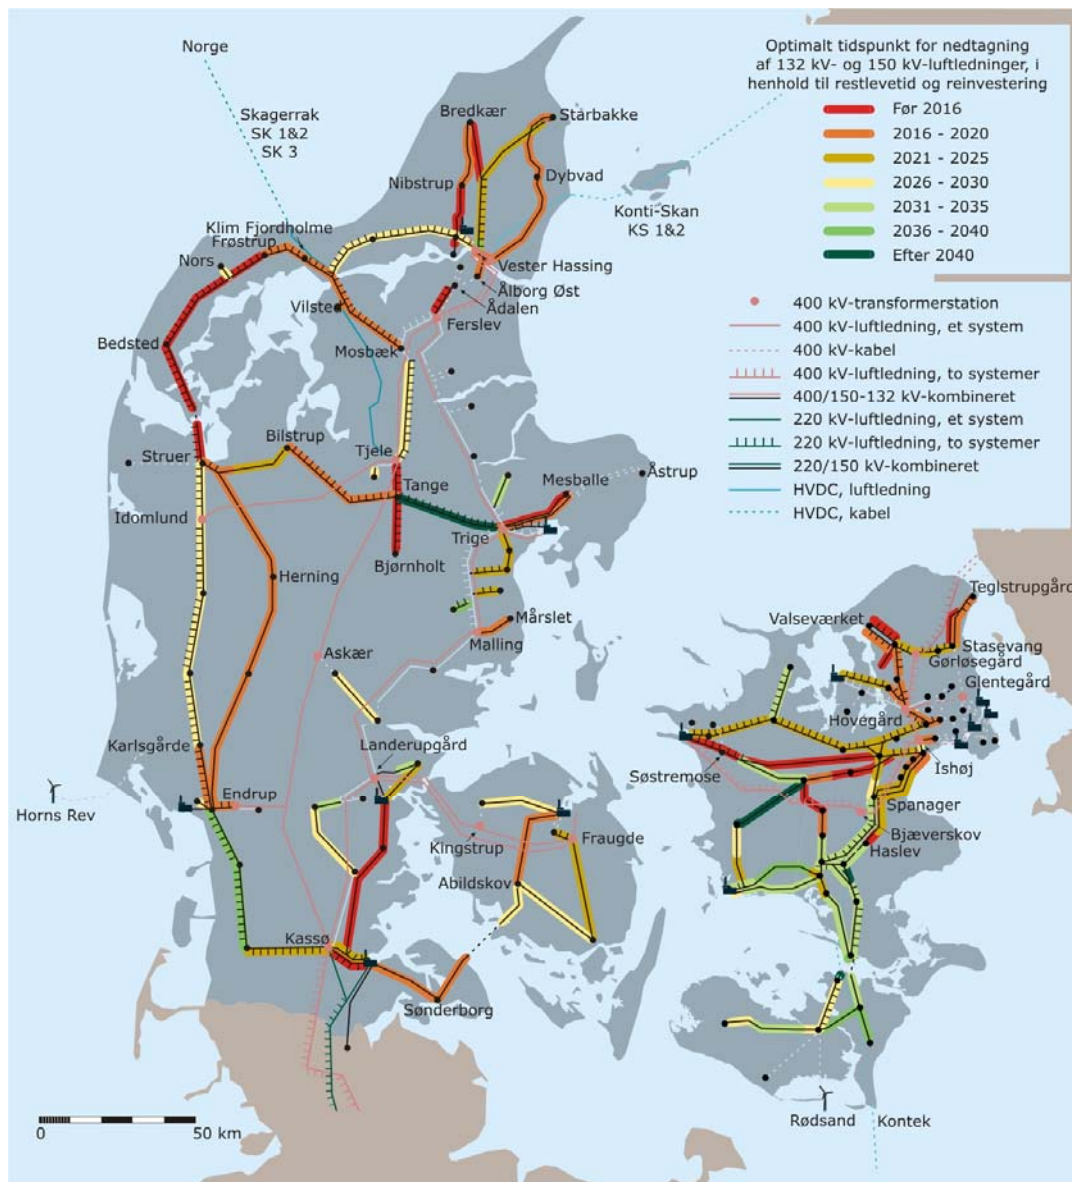 Optimalt tidspunkt for nedtagning
af 132 kV- og 150 kV-luftledninger, i
henhold til restlevetid og reinvestering
Før 2016
2016 - 2020
2021 - 2025
2026 - 2030
2031 - 2035
2036 - 2040
Efter 2040
400 kV-transformerstation
400 kV-luftledning, et system
400 kV-kabel
400 kV-luftledning, to systemer
400/150-132 kV-kombineret
220 kV-luftledning, et system
220 kV-luftledning, to systemer
220/150 kV-kombineret
HVDC, luftledning
HVDC, kabel
Norge
Skagerrak
SK 1&2
SK 3
Bredkær
Starbakke
Nibstrup
Dybvad
Konti-Skan
KS 1&2
Klim Fjordholme
Frøstrup
Nors
Vester Hassing
Ålborg Øst
Ådalen
Vilsted
Ferslev
Bedsted
Mosbæk
Bilstrup
Struer
Tjele
Tange
Mesballe
Åstrup
Idomlund
Trige
Bjørnholt
Herning
Mårslet
Malling
Askær
Karlsgårde
Landerupgård
Endrup
Horns Rev
Kingstrup
Fraugde
Abildskov
Kassø
Sønderborg
Teglstrupgård
Valseværket
Stasevang
Gørløsegård
Glentegård
Hovegård
Ishøj
Søstremose
Spanager
Bjæverskov
Haslev
Rødsand
Kontek
0
50 km